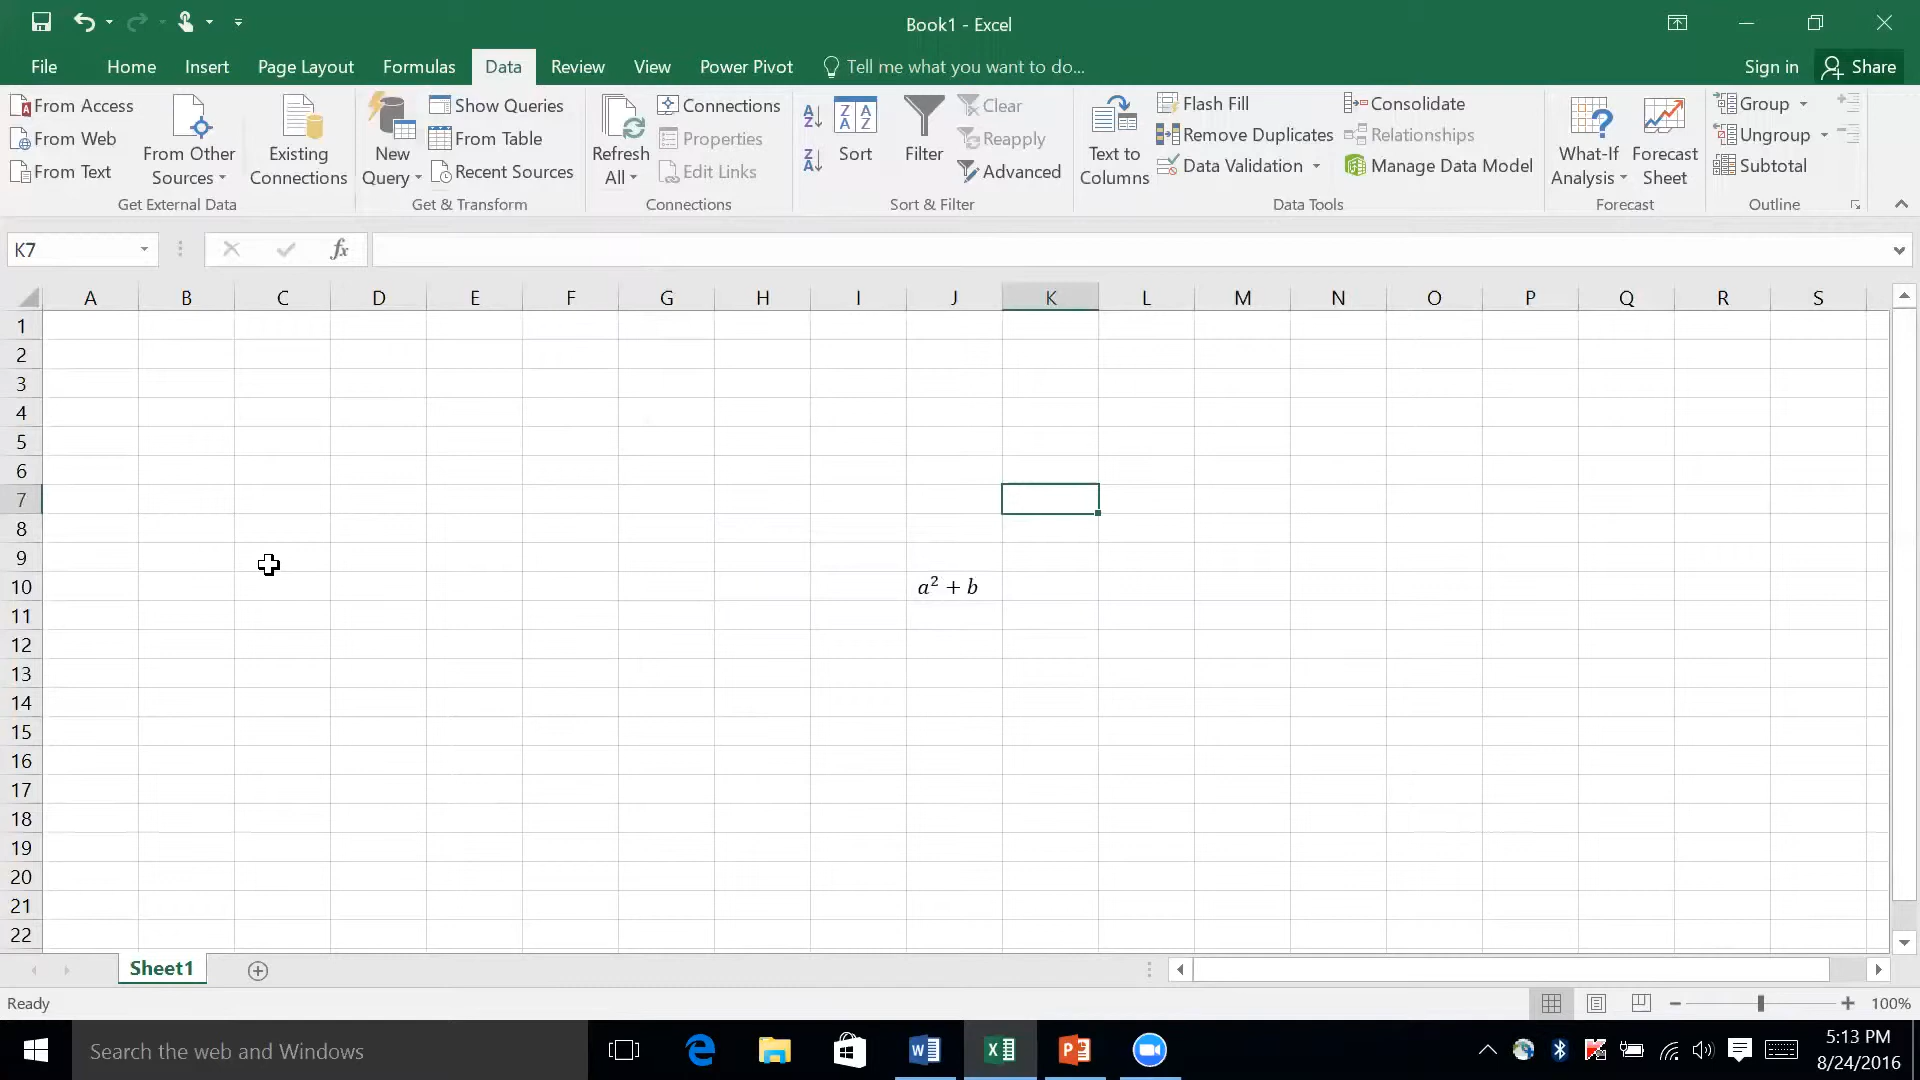 Book1 - Excel
File Home Insert Page Layout Formulas Data Review View Power Pivot Tell me what you want to do... Sign in Share
From Access
From Web
From Text
From Other Sources
Existing Connections
Get External Data
New Query
Show Queries
From Table
Recent Sources
Get & Transform
Refresh All
Connections
Properties
Edit Links
Connections
Sort
Filter
Clear
Reapply
Advanced
Sort & Filter
Text to Columns
Flash Fill
Remove Duplicates
Data Validation
Consolidate
Relationships
Manage Data Model
Data Tools
What-If Analysis
Forecast Sheet
Forecast
Group
Ungroup
Subtotal
Outline
K7 fx
A B C D E F G H I J K L M N O P Q R S
1
2
3
4
5
6
7
8
9
10 a² + b
11
12
13
14
15
16
17
18
19
20
21
22
Sheet1
Ready 100%
Search the web and Windows
5:13 PM
8/24/2016